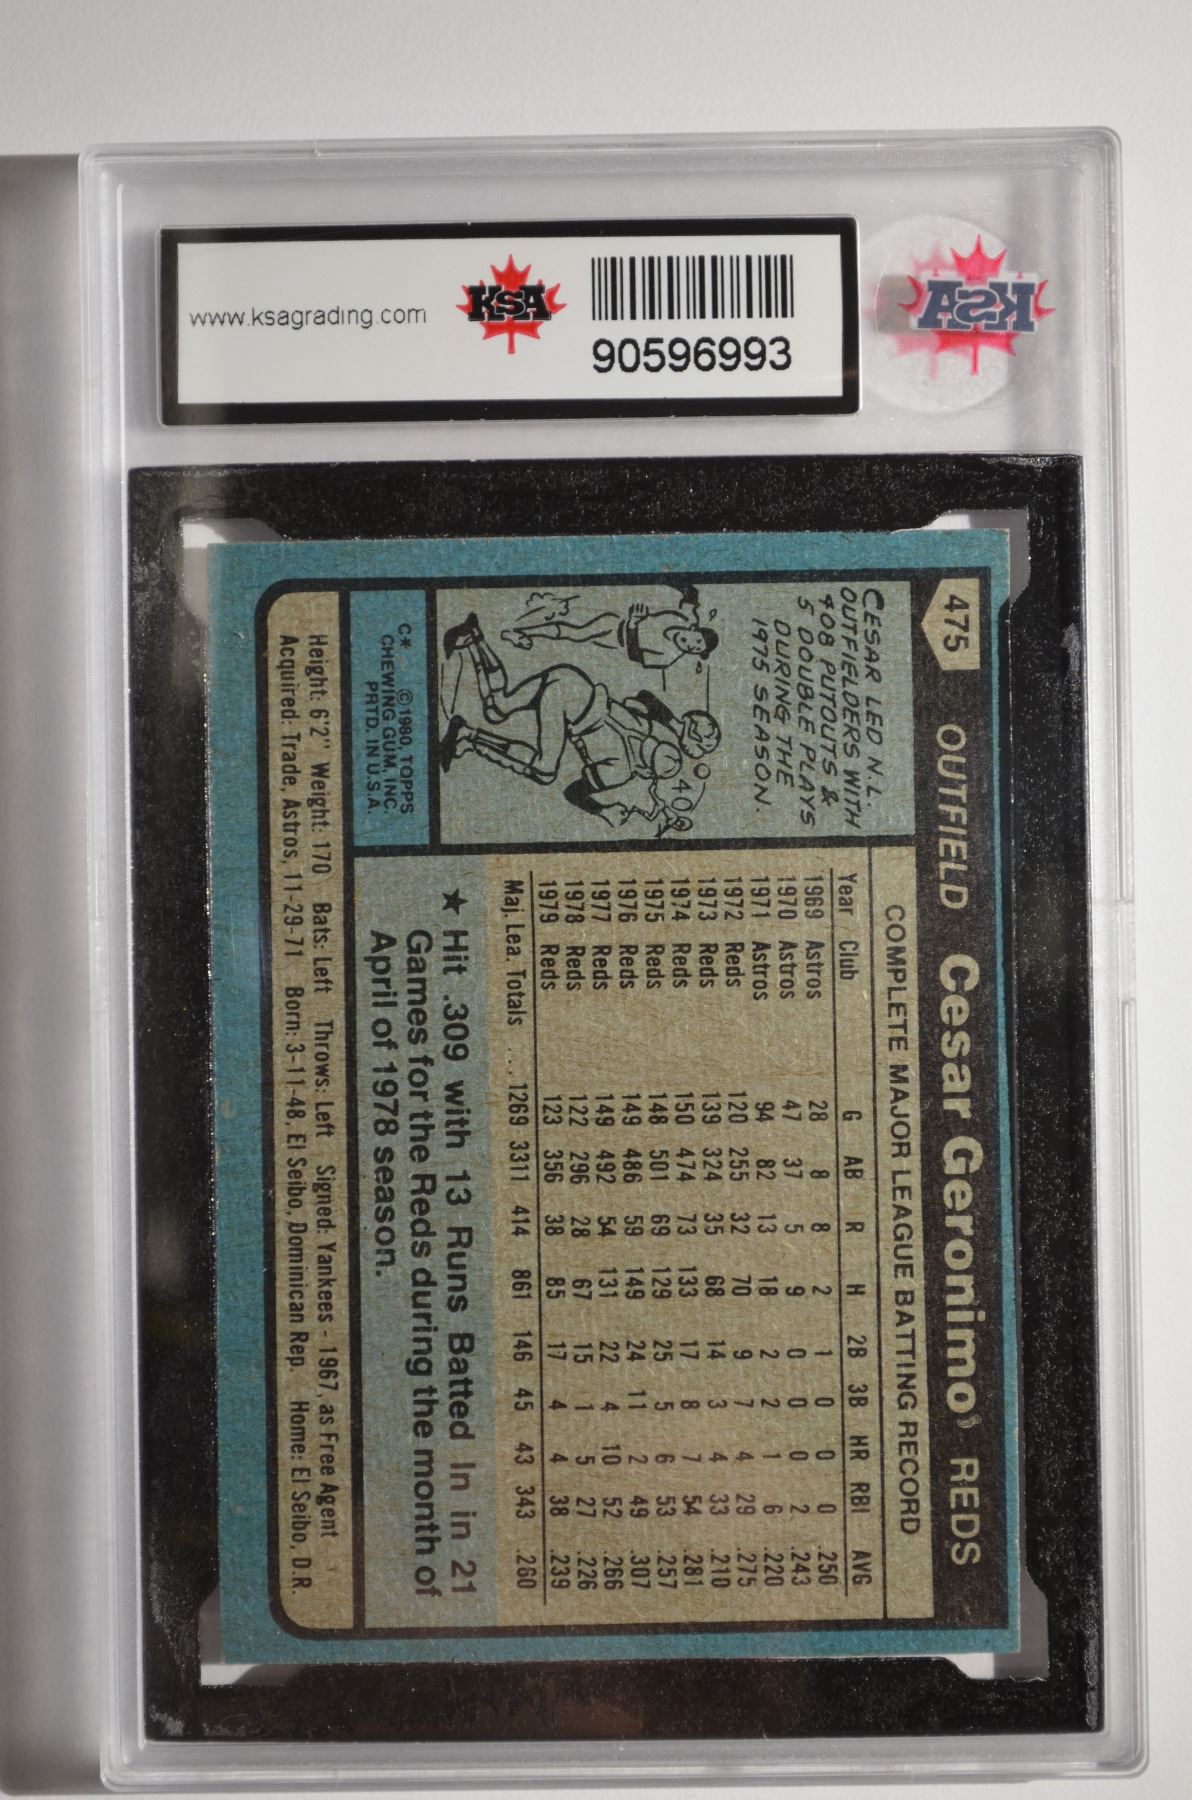 www.ksagrading.com
KSA
90596993
KSA
475 OUTFIELD Cesar Geronimo REDS
CESAR LED N.L.
OUTFIELDERS WITH
408 PUTOUTS &
5 DOUBLE PLAYS
DURING THE
1975 SEASON.
40
C* ©1980, TOPPS
CHEWING GUM, INC.
PRTD. IN U.S.A.
COMPLETE MAJOR LEAGUE BATTING RECORD
Year Club G AB R H 2B 3B HR RBI AVG
1969 Astros 28 8 8 2 1 0 0 0 .250
1970 Astros 47 37 5 9 0 0 0 2 .243
1971 Astros 94 82 13 18 2 2 1 6 .220
1972 Reds 120 255 32 70 9 7 4 29 .275
1973 Reds 139 324 35 68 14 3 4 33 .210
1974 Reds 150 474 73 133 17 8 7 54 .281
1975 Reds 148 501 69 129 25 5 6 53 .257
1976 Reds 149 486 59 149 24 11 2 49 .307
1977 Reds 149 492 54 131 22 4 10 52 .266
1978 Reds 122 296 28 67 15 1 5 27 .226
1979 Reds 123 356 38 85 17 4 4 38 .239
Maj. Lea. Totals . . . 1269 3311 414 861 146 45 43 343 .260
★ Hit .309 with 13 Runs Batted In in 21
Games for the Reds during the month of
April of 1978 season.
Height: 6'2" Weight: 170 Bats: Left Throws: Left Signed: Yankees - 1967, as Free Agent
Acquired: Trade, Astros, 11-29-71 Born: 3-11-48, El Seibo, Dominican Rep. Home: El Seibo, D.R.